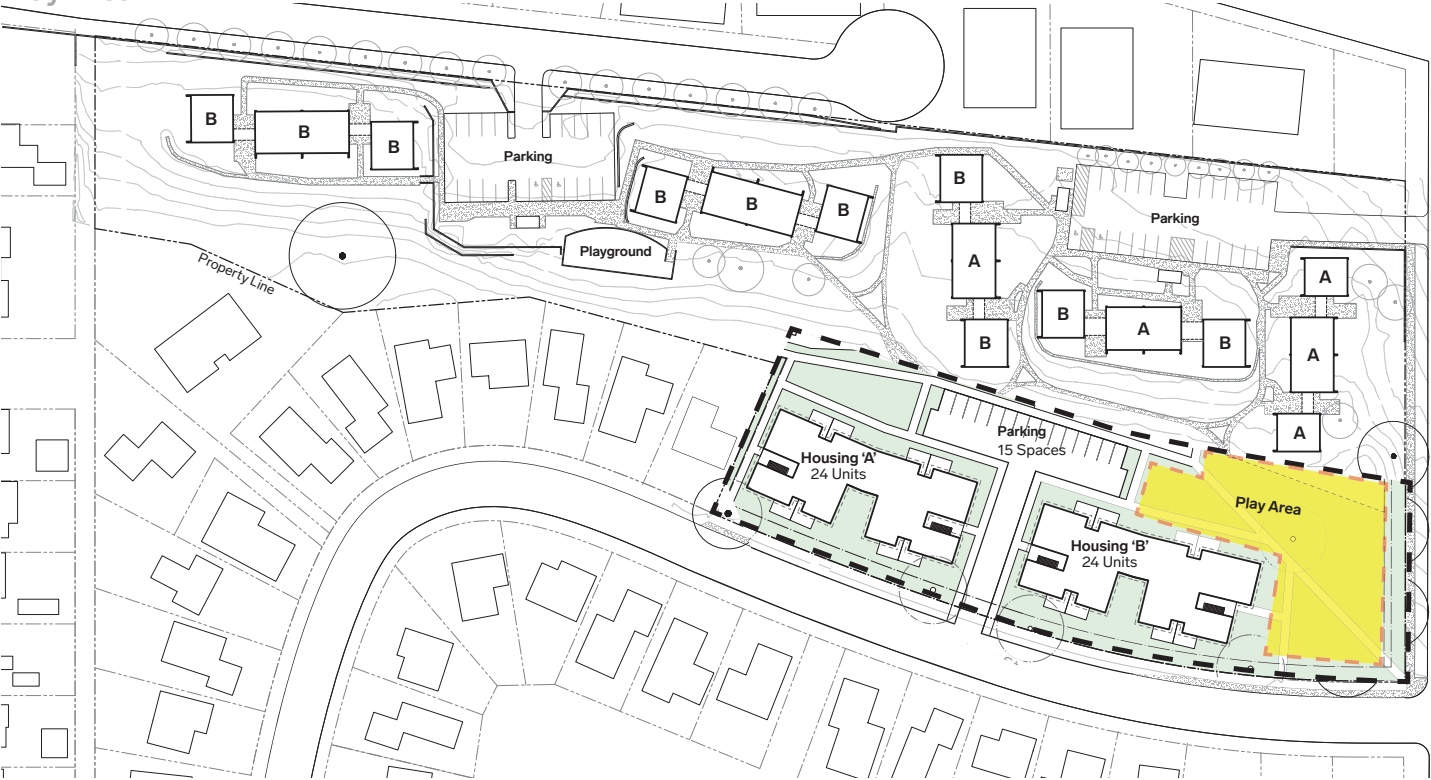 B
B
B
Parking
B
B
B
Playground
Property Line
B
A
B
Parking
B
A
B
A
A
A
Parking
15 Spaces
Housing ‘A’
24 Units
Housing ‘B’
24 Units
Play Area